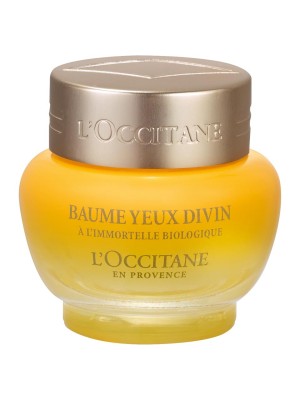 L'OCCITANE
BAUME YEUX DIVIN
À L'IMMORTELLE BIOLOGIQUE
L'OCCITANE
EN PROVENCE